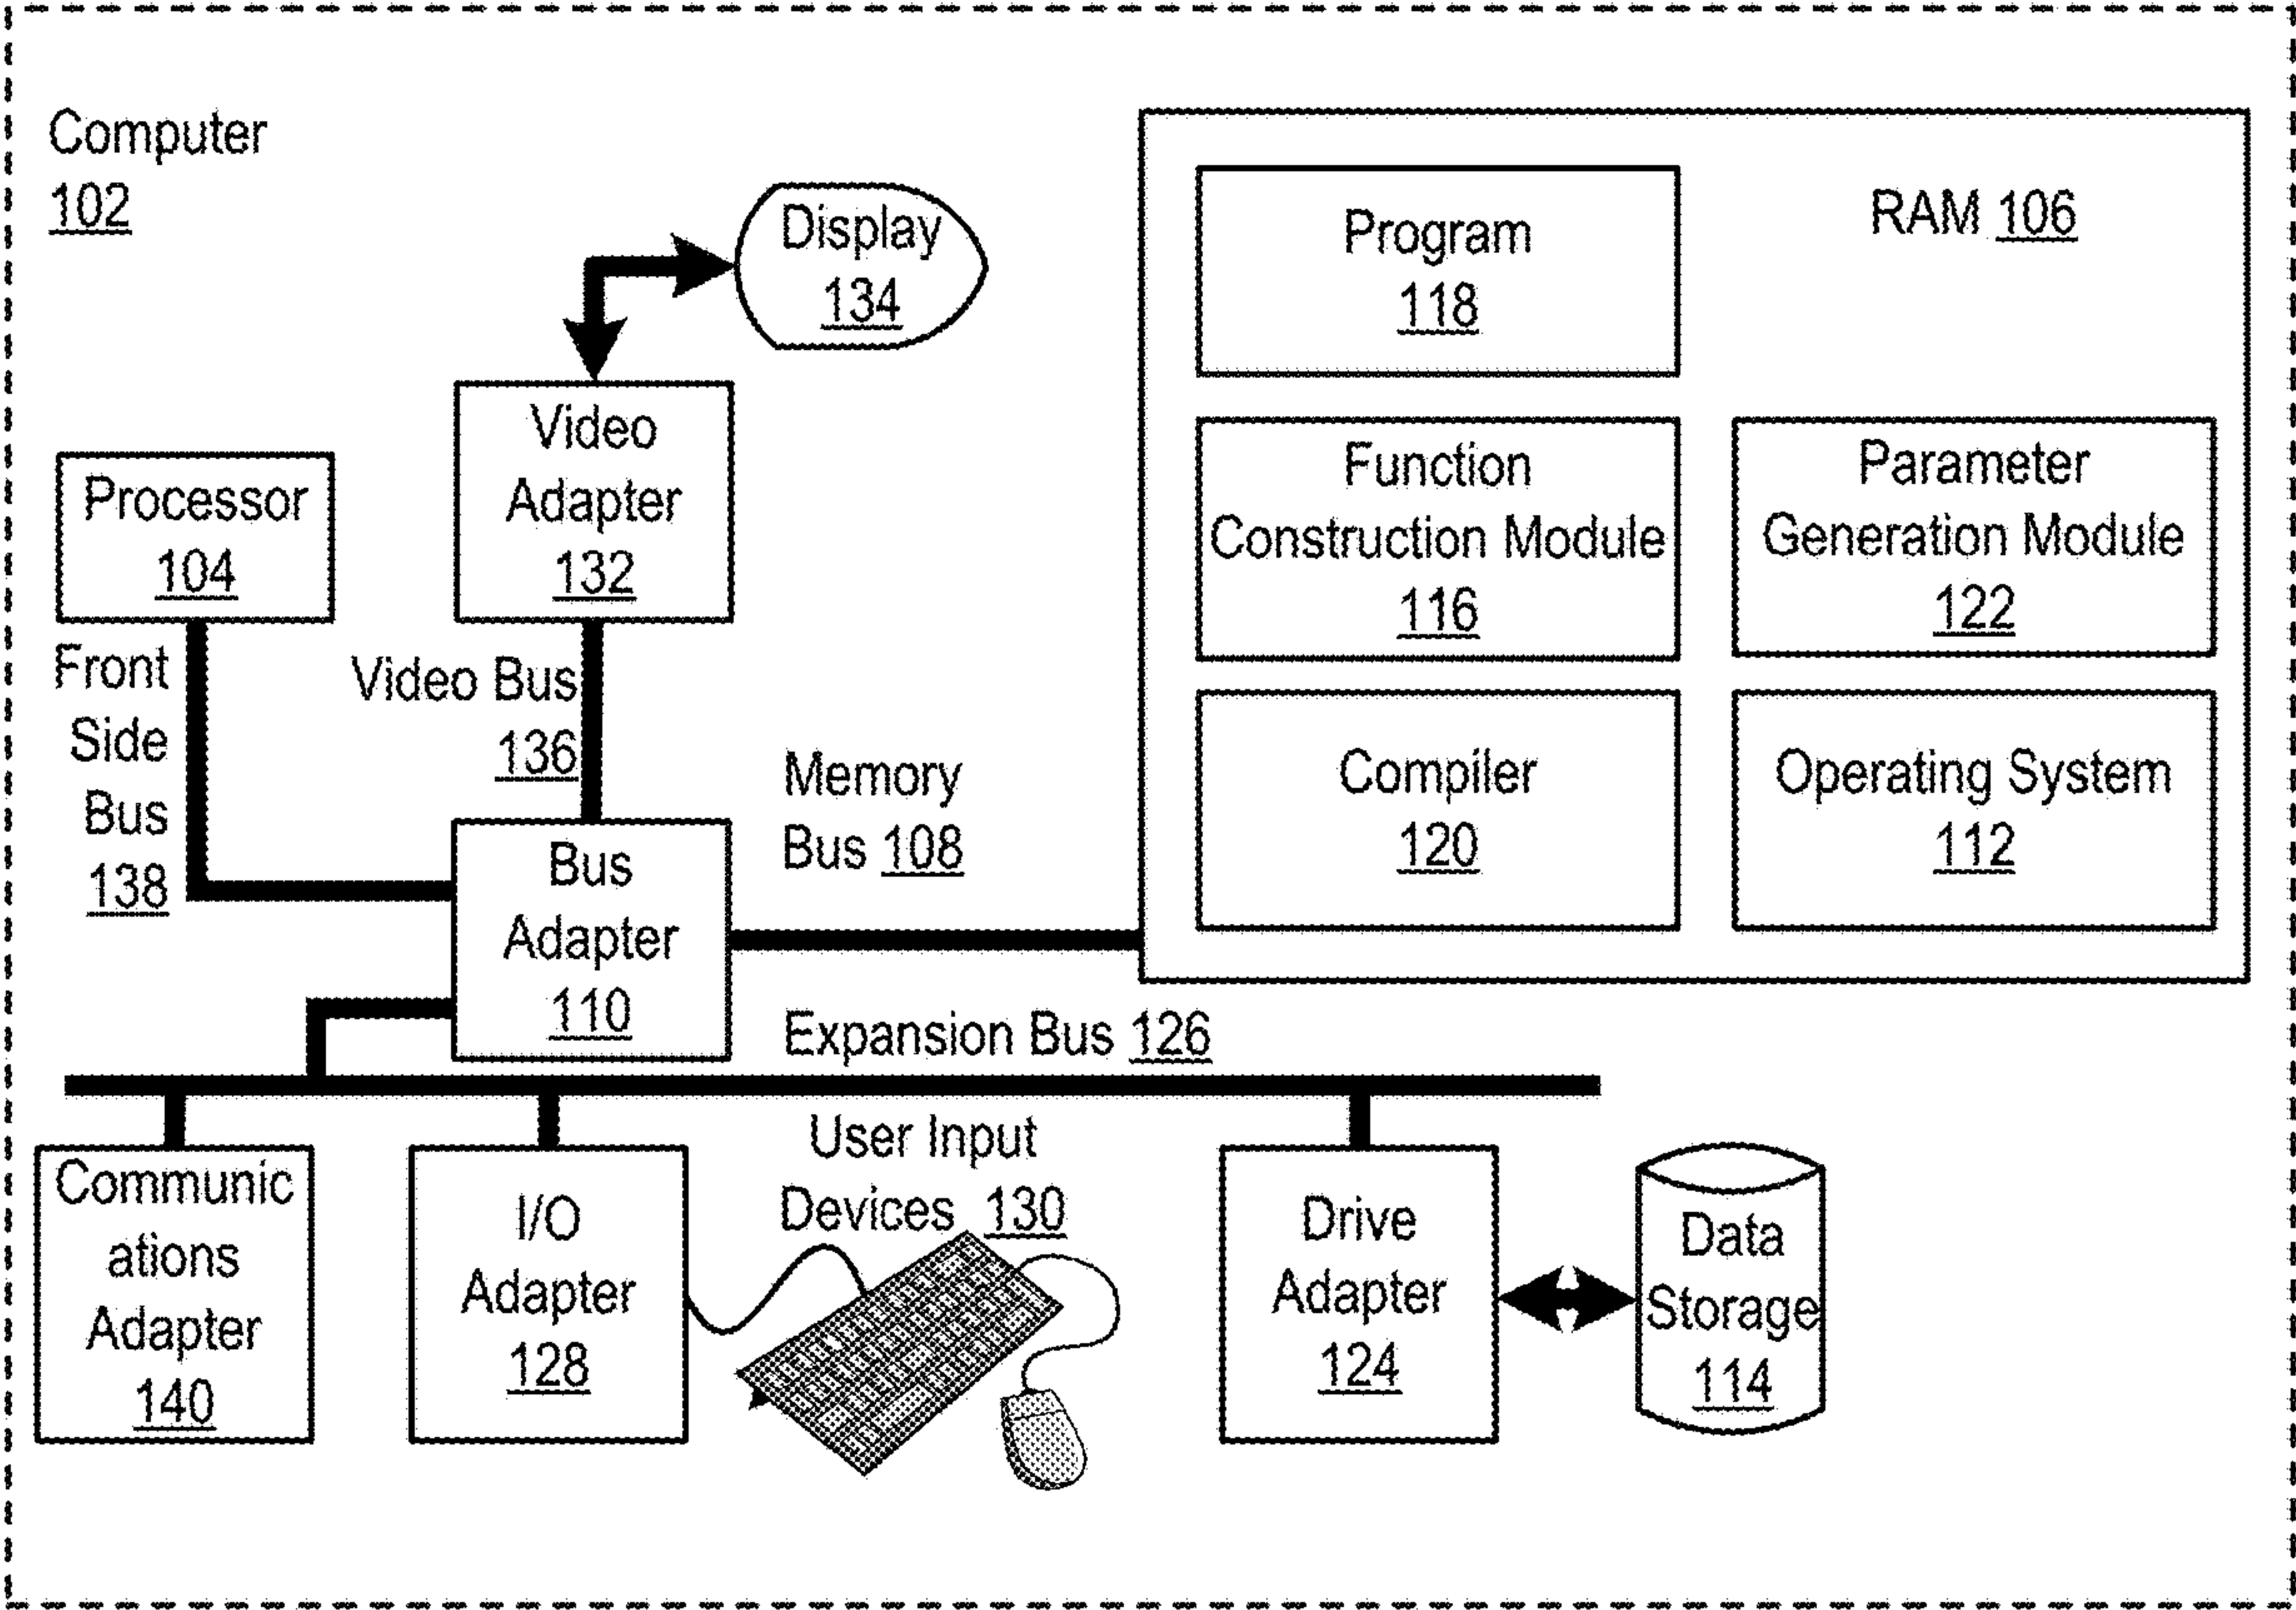 Computer
102
Display
134
Video
Adapter
132
Processor
104
Front
Side
Bus
138
Video Bus
136
Memory
Bus 108
Bus
Adapter
110
RAM 106
Program
118
Function
Construction Module
116
Parameter
Generation Module
122
Compiler
120
Operating System
112
Expansion Bus 126
Communic
ations
Adapter
140
I/O
Adapter
128
User Input
Devices 130
Drive
Adapter
124
Data
Storage
114